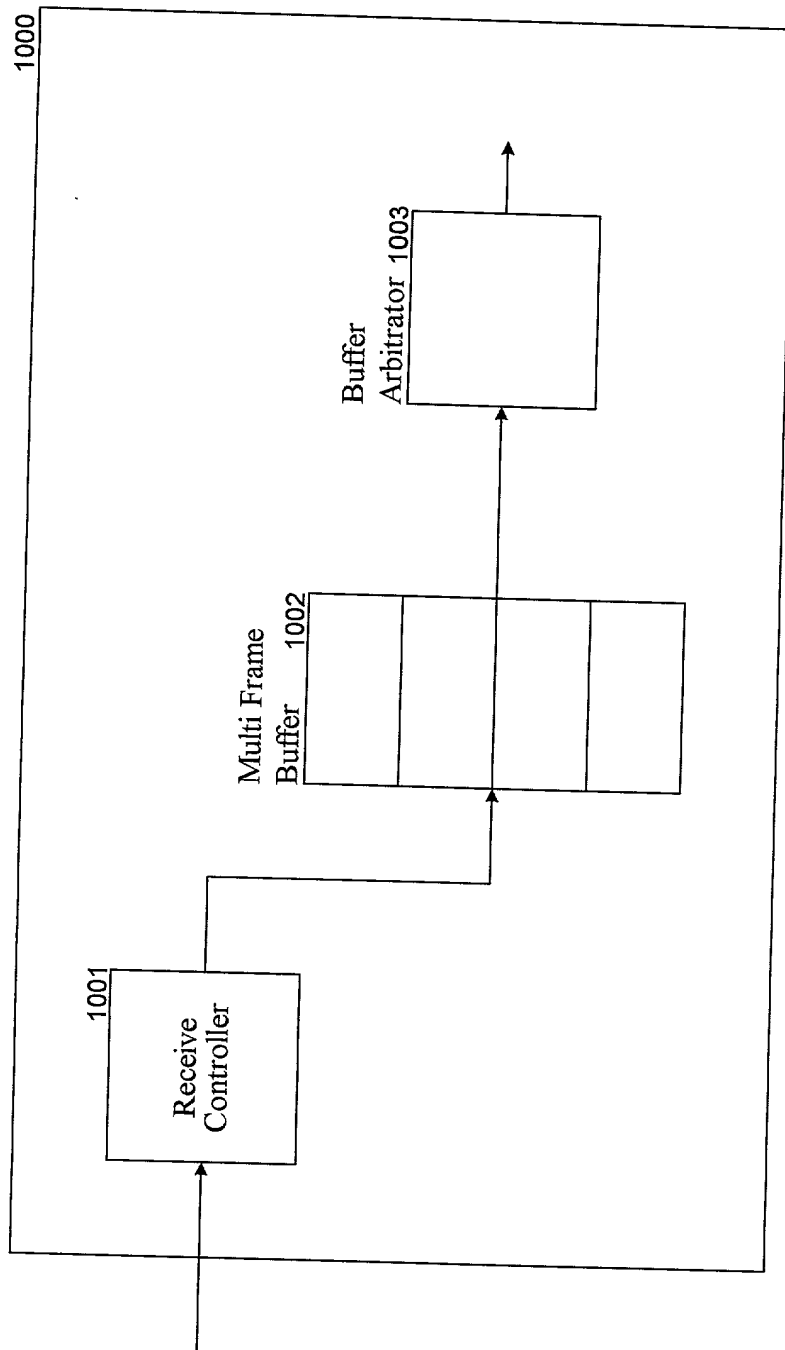 1000
1001
Receive
Controller
Multi Frame
Buffer 1002
Buffer
Arbitrator 1003